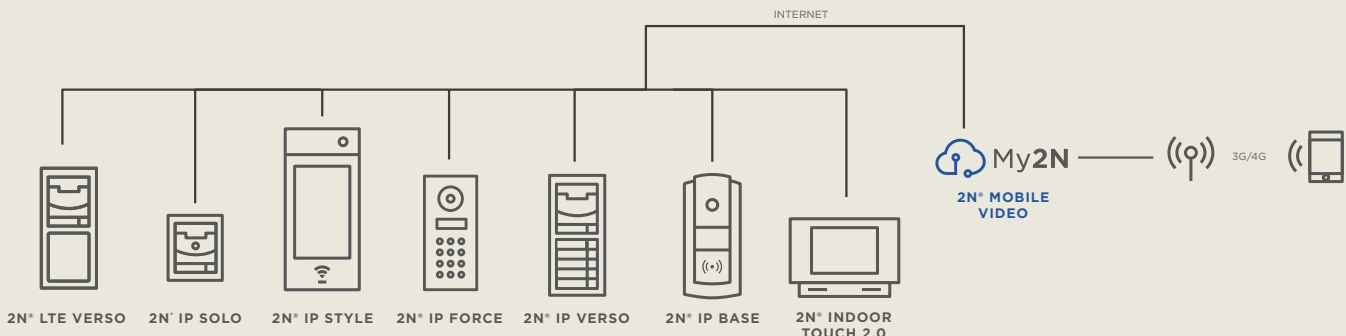 INTERNET
My2N
3G/4G
2N® MOBILE
VIDEO
2N® LTE VERSO
2N® IP SOLO
2N® IP STYLE
2N® IP FORCE
2N® IP VERSO
2N® IP BASE
2N® INDOOR
TOUCH 2.0